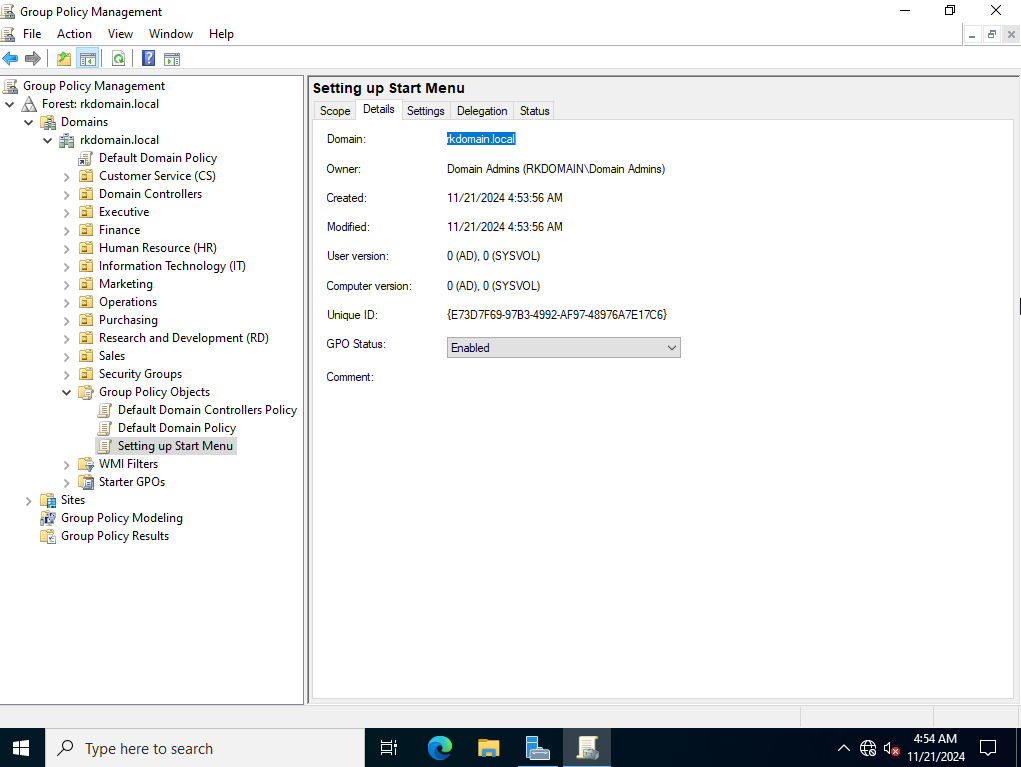 Group Policy Management
File Action View Window Help
Group Policy Management
Forest: rkdomain.local
Domains
rkdomain.local
Default Domain Policy
Customer Service (CS)
Domain Controllers
Executive
Finance
Human Resource (HR)
Information Technology (IT)
Marketing
Operations
Purchasing
Research and Development (RD)
Sales
Security Groups
Group Policy Objects
Default Domain Controllers Policy
Default Domain Policy
Setting up Start Menu
WMI Filters
Starter GPOs
Sites
Group Policy Modeling
Group Policy Results
Setting up Start Menu
Scope Details Settings Delegation Status
Domain: rkdomain.local
Owner: Domain Admins (RKDOMAIN\Domain Admins)
Created: 11/21/2024 4:53:56 AM
Modified: 11/21/2024 4:53:56 AM
User version: 0 (AD), 0 (SYSVOL)
Computer version: 0 (AD), 0 (SYSVOL)
Unique ID: {E73D7F69-97B3-4992-AF97-48976A7E17C6}
GPO Status: Enabled
Comment:
Type here to search
4:54 AM
11/21/2024